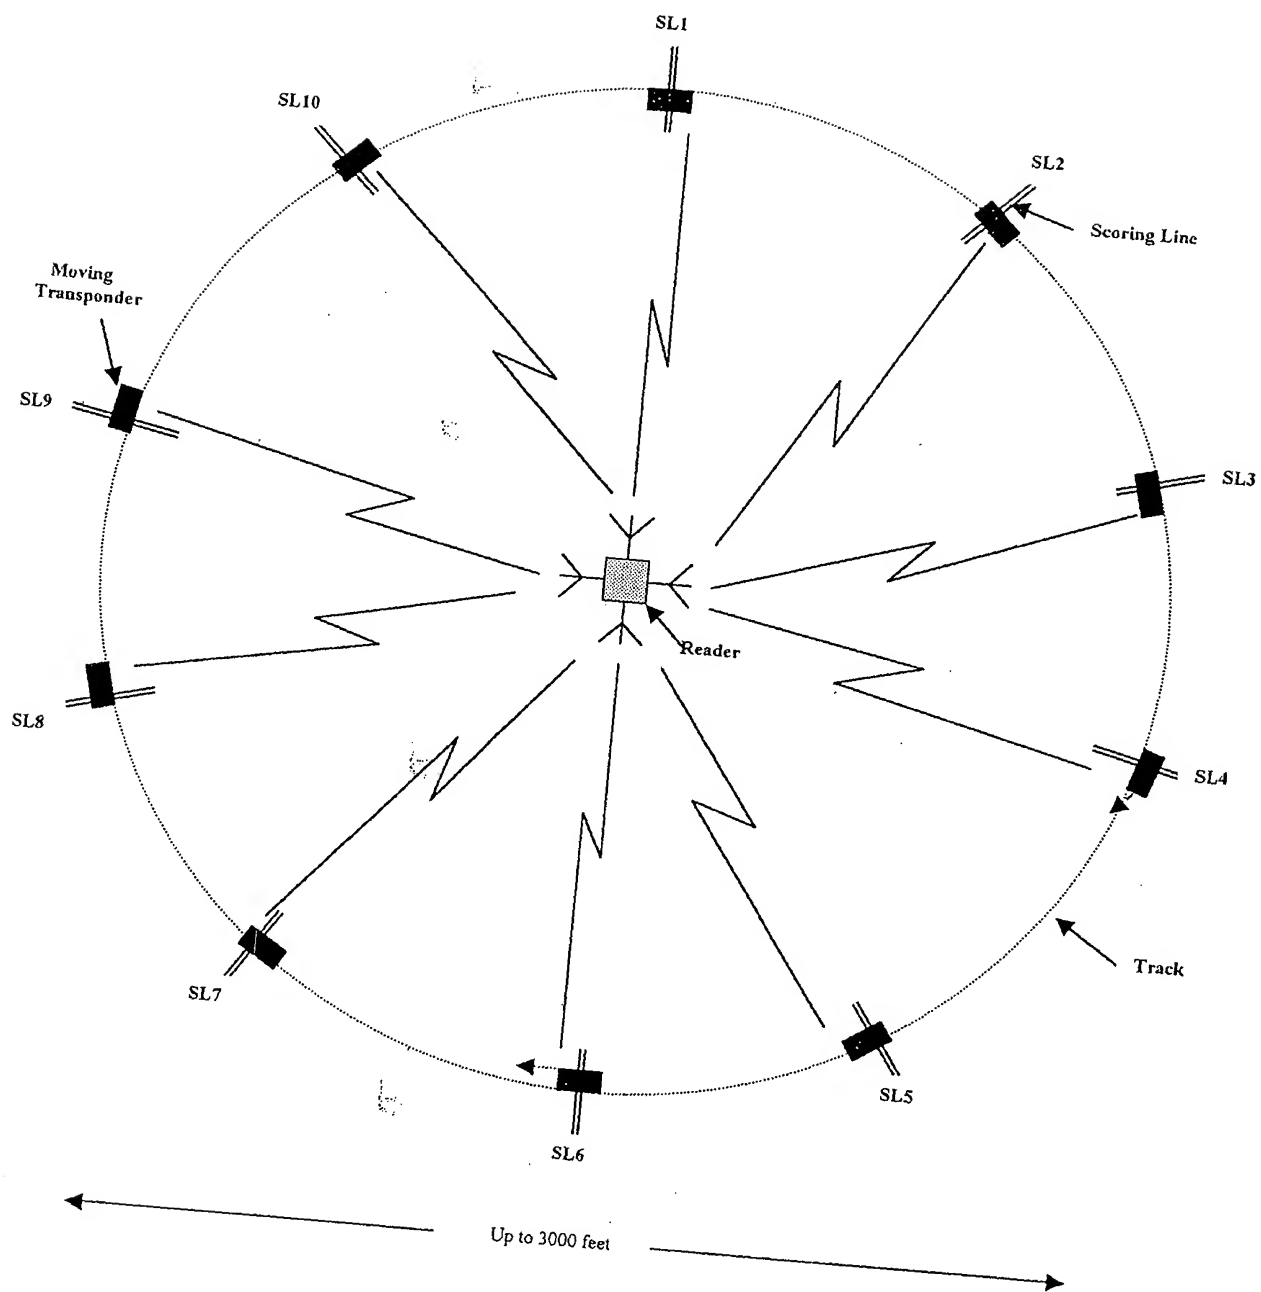 SL1
SL10
SL2
Scoring Line
Moving
Transponder
SL9
SL3
Reader
SL8
SL4
Track
SL7
SL5
SL6
Up to 3000 feet